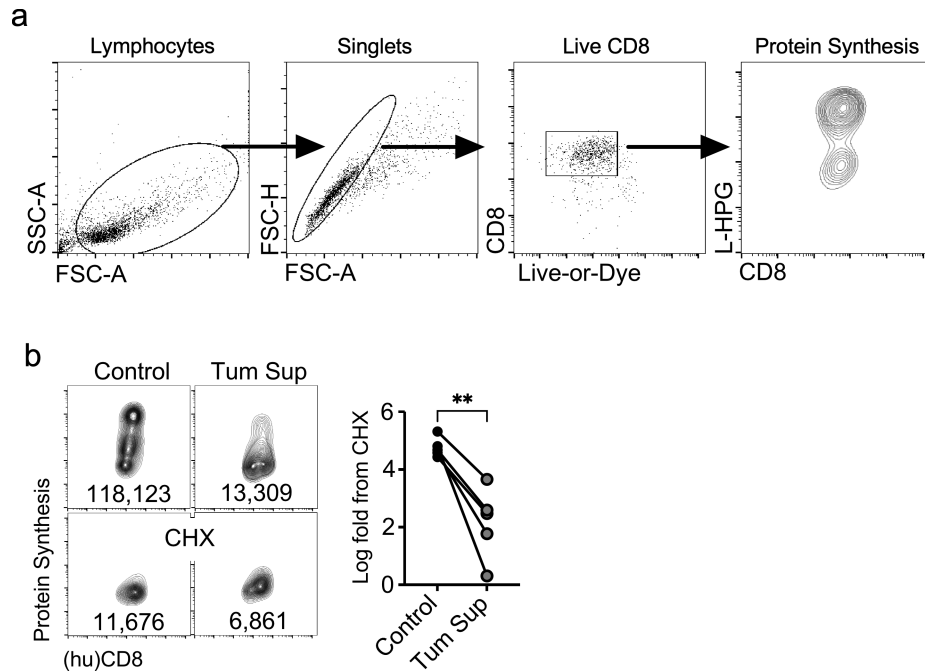 a
Lymphocytes
Singlets
Live CD8
Protein Synthesis
SSC-A
FSC-A
FSC-H
FSC-A
CD8
Live-or-Dye
L-HPG
CD8
b
Control
Tum Sup
Protein Synthesis
118,123
13,309
CHX
11,676
6,861
(hu)CD8
Log fold from CHX
**
6
4
2
0
Control
Tum Sup